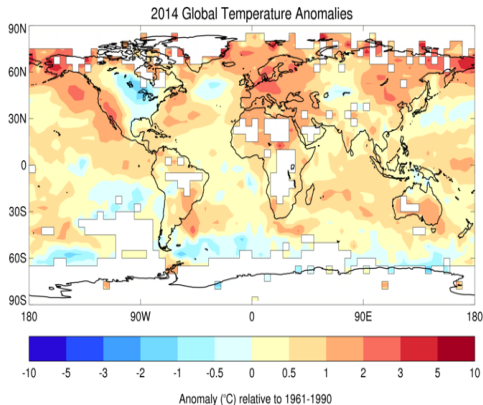 2014 Global Temperature Anomalies
90N
60N
30N
0
30S
60S
90S
180 90W 0 90E 180
-10 -5 -3 -2 -1 -0.5 0 0.5 1 2 3 5 10
Anomaly (°C) relative to 1961-1990